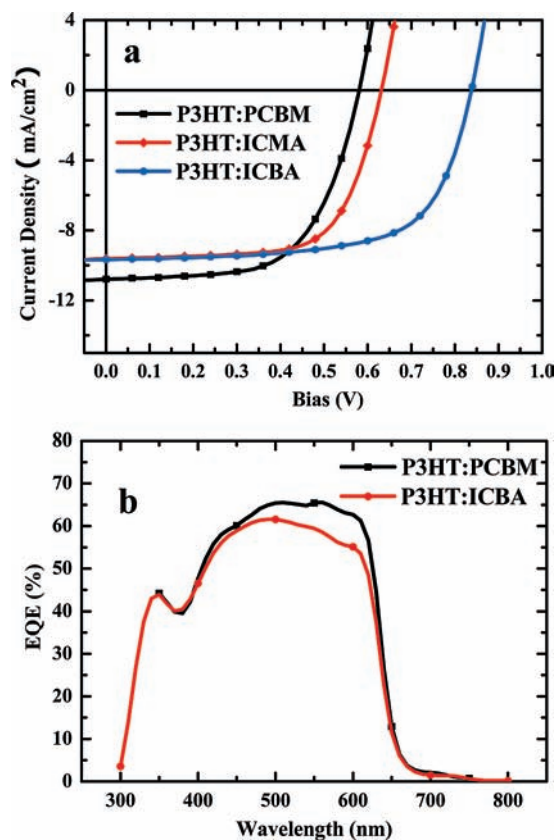 4
a
0
P3HT:PCBM
P3HT:ICMA
P3HT:ICBA
-4
-8
-12
Current Density ( mA/cm²)
0.0 0.1 0.2 0.3 0.4 0.5 0.6 0.7 0.8 0.9 1.0
Bias (V)
80
b
P3HT:PCBM
P3HT:ICBA
70
60
50
40
30
20
10
0
EQE (%)
300 400 500 600 700 800
Wavelength (nm)